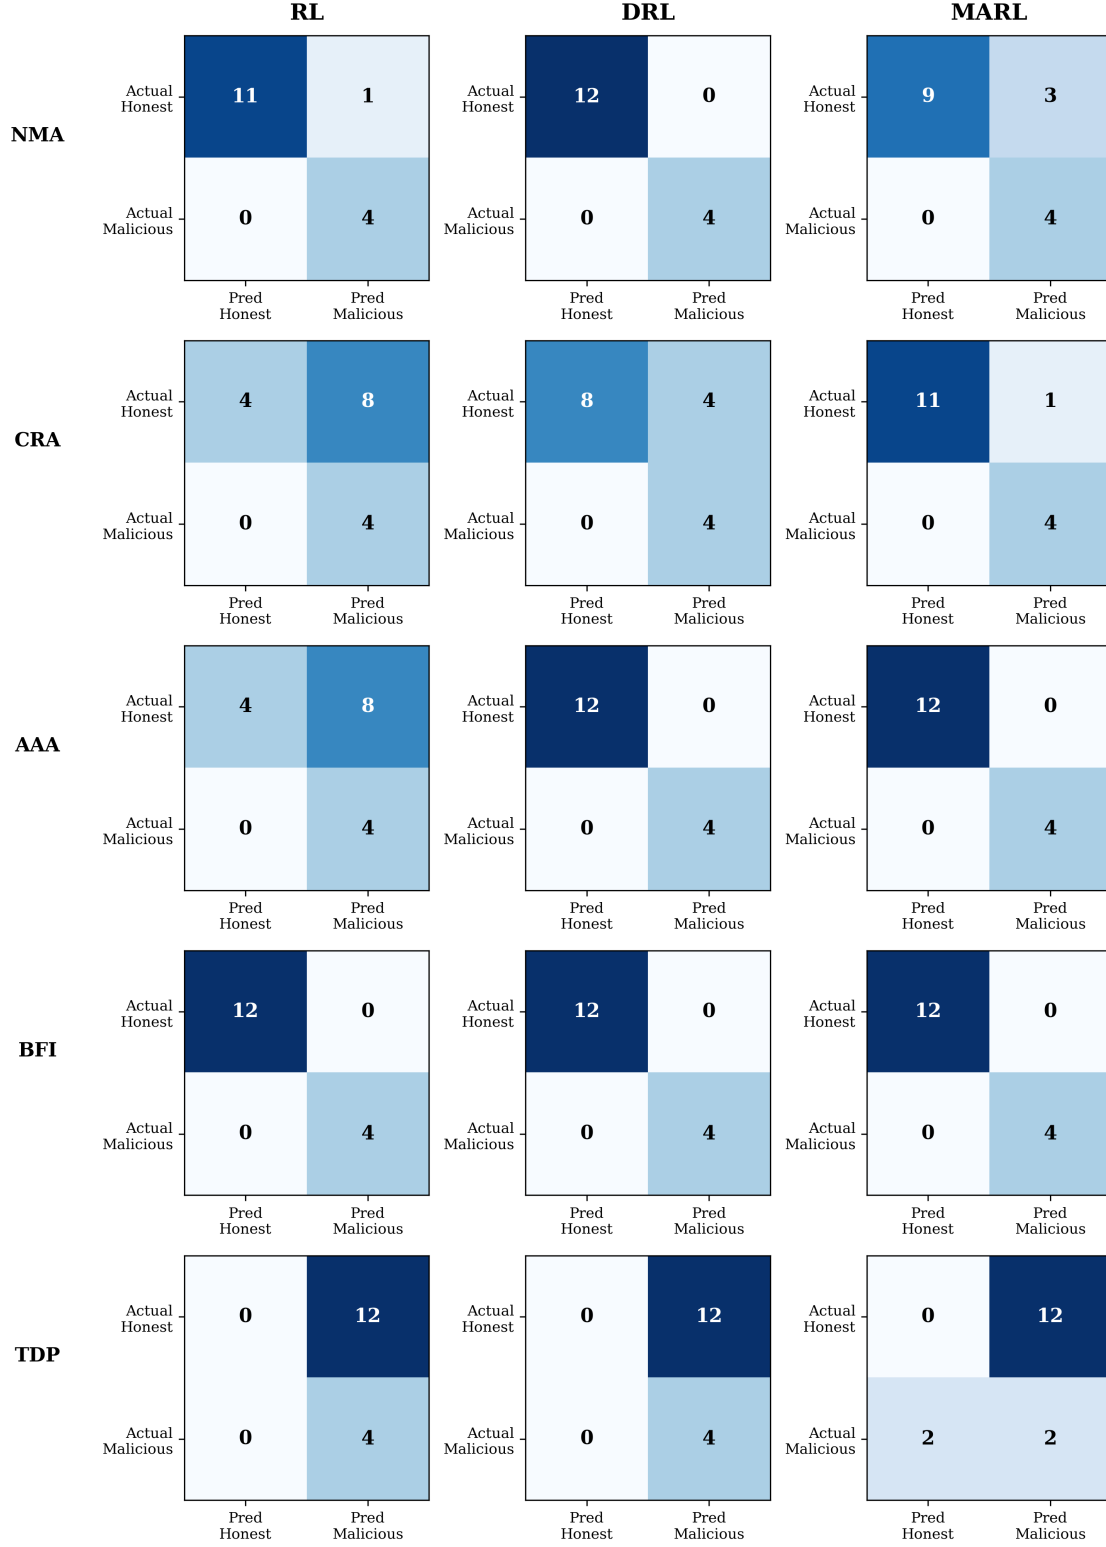 RL DRL MARL
NMA
Actual
Honest
11 1
Actual
Malicious
0 4
Pred
Honest
Pred
Malicious
Actual
Honest
12 0
Actual
Malicious
0 4
Pred
Honest
Pred
Malicious
Actual
Honest
9 3
Actual
Malicious
0 4
Pred
Honest
Pred
Malicious
CRA
Actual
Honest
4 8
Actual
Malicious
0 4
Pred
Honest
Pred
Malicious
Actual
Honest
8 4
Actual
Malicious
0 4
Pred
Honest
Pred
Malicious
Actual
Honest
11 1
Actual
Malicious
0 4
Pred
Honest
Pred
Malicious
AAA
Actual
Honest
4 8
Actual
Malicious
0 4
Pred
Honest
Pred
Malicious
Actual
Honest
12 0
Actual
Malicious
0 4
Pred
Honest
Pred
Malicious
Actual
Honest
12 0
Actual
Malicious
0 4
Pred
Honest
Pred
Malicious
BFI
Actual
Honest
12 0
Actual
Malicious
0 4
Pred
Honest
Pred
Malicious
Actual
Honest
12 0
Actual
Malicious
0 4
Pred
Honest
Pred
Malicious
Actual
Honest
12 0
Actual
Malicious
0 4
Pred
Honest
Pred
Malicious
TDP
Actual
Honest
0 12
Actual
Malicious
0 4
Pred
Honest
Pred
Malicious
Actual
Honest
0 12
Actual
Malicious
0 4
Pred
Honest
Pred
Malicious
Actual
Honest
0 12
Actual
Malicious
2 2
Pred
Honest
Pred
Malicious